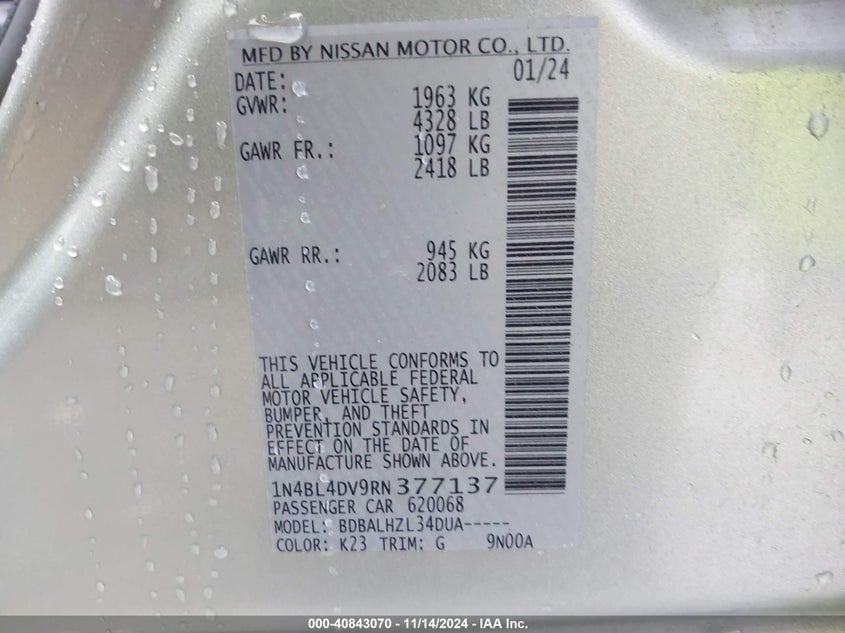 MFD BY NISSAN MOTOR CO., LTD.
DATE: 01/24
GVWR: 1963 KG
4328 LB
GAWR FR.: 1097 KG
2418 LB
GAWR RR.: 945 KG
2083 LB
THIS VEHICLE CONFORMS TO
ALL APPLICABLE FEDERAL
MOTOR VEHICLE SAFETY,
BUMPER, AND THEFT
PREVENTION STANDARDS IN
EFFECT ON THE DATE OF
MANUFACTURE SHOWN ABOVE.
1N4BL4DV9RN377137
PASSENGER CAR 620068
MODEL: BDBALHZL34DUA-----
COLOR: K23 TRIM: G 9N00A
000-40843070 - 11/14/2024 - IAA Inc.